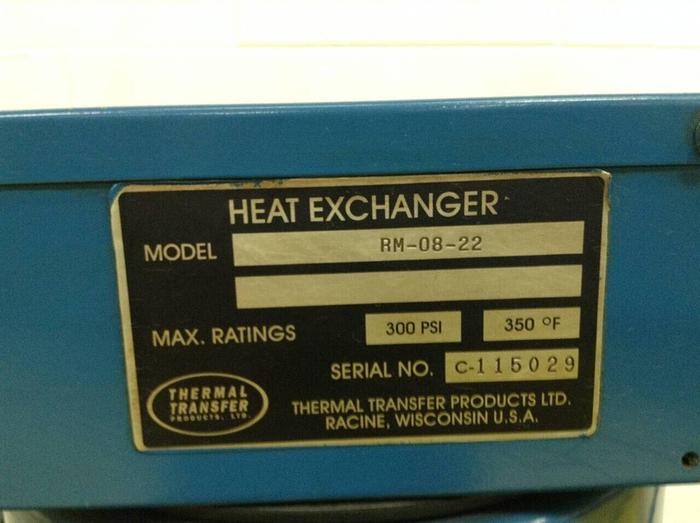 HEAT EXCHANGER
MODEL RM-08-22
MAX. RATINGS 300 PSI 350 °F
SERIAL NO. C-115029
THERMAL
TRANSFER
PRODUCTS, LTD.
THERMAL TRANSFER PRODUCTS LTD.
RACINE, WISCONSIN U.S.A.